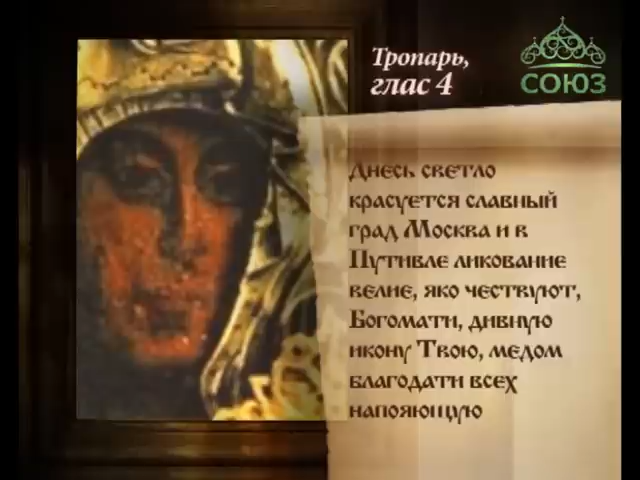 Тропарь,
глас 4
СОЮЗ
Днесь светло
красуется славный
град Москва и в
Путивле ликование
велие, яко чествуют,
Богомати, дивную
икону Твою, медом
благодати всех
напояющую